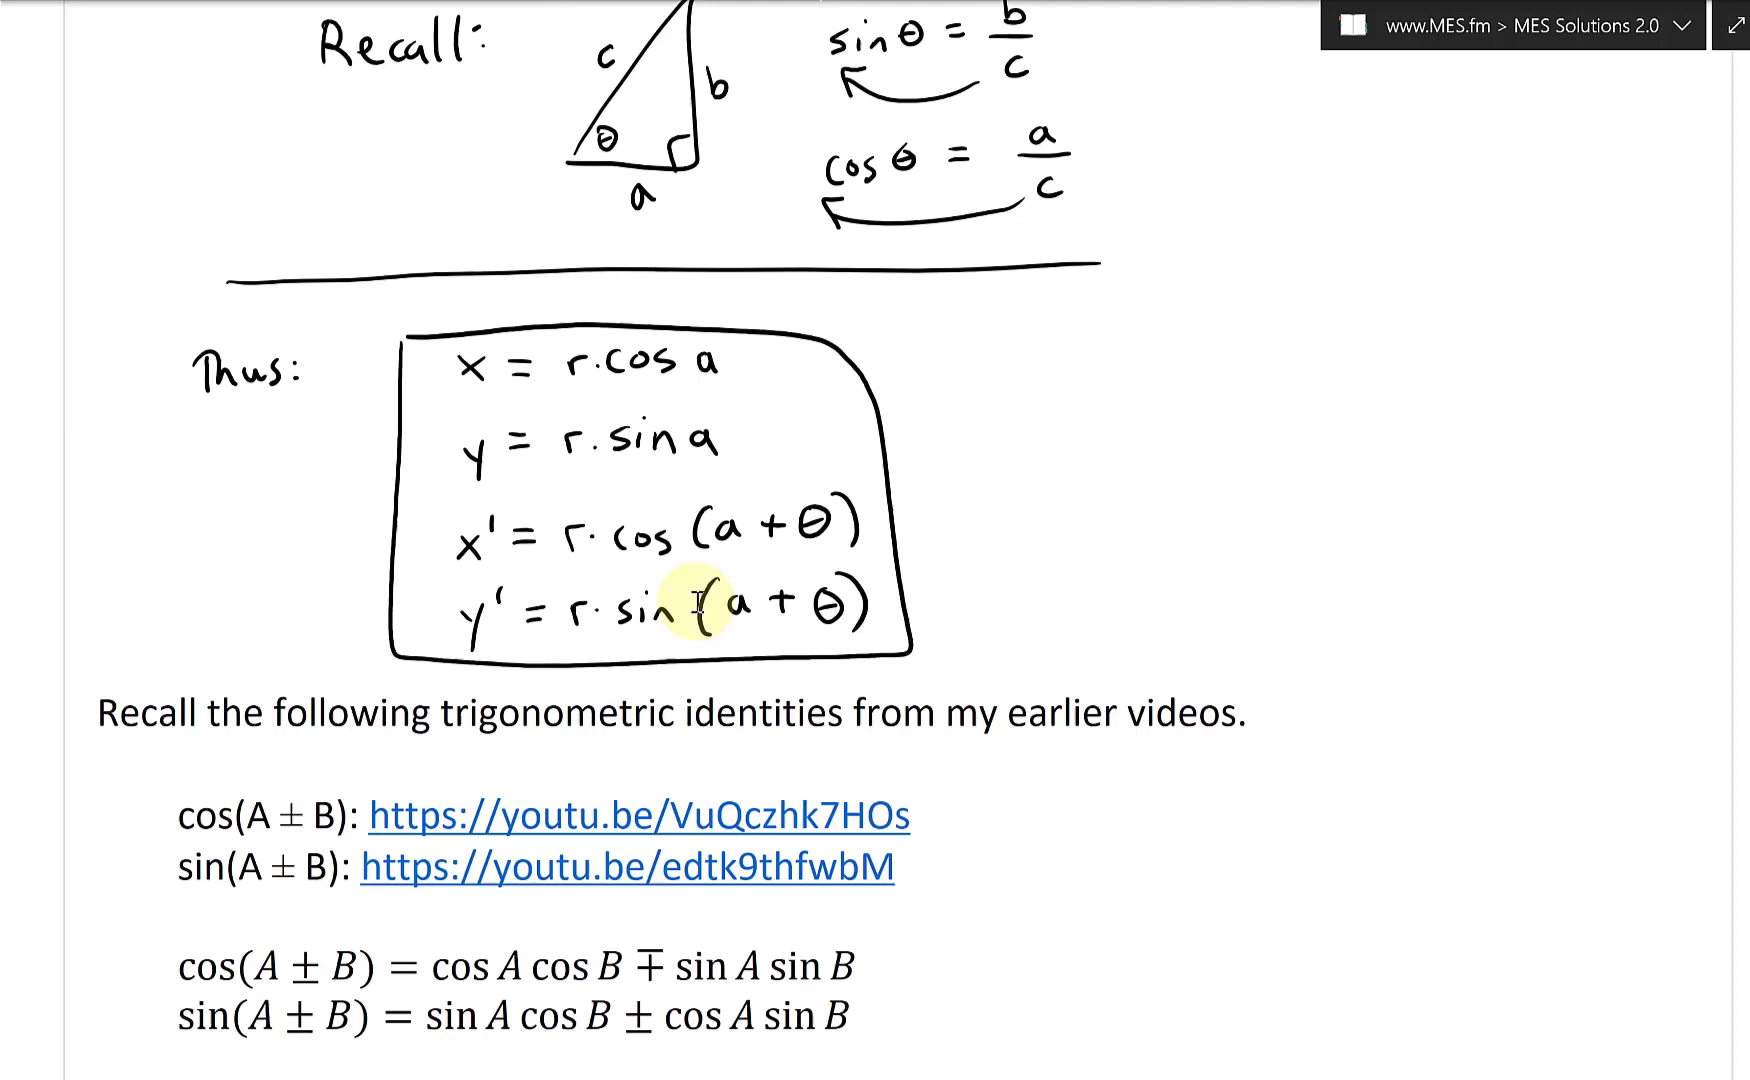 www.MES.fm > MES Solutions 2.0
Recall:
c
θ
b
a
sin θ = b/c
cos θ = a/c
Thus:
x = r·cos a
y = r·sin a
x' = r·cos (a + θ)
y' = r·sin (a + θ)
Recall the following trigonometric identities from my earlier videos.
cos(A ± B): https://youtu.be/VuQczhk7HOs
sin(A ± B): https://youtu.be/edtk9thfwbM
cos(A ± B) = cos A cos B ∓ sin A sin B
sin(A ± B) = sin A cos B ± cos A sin B